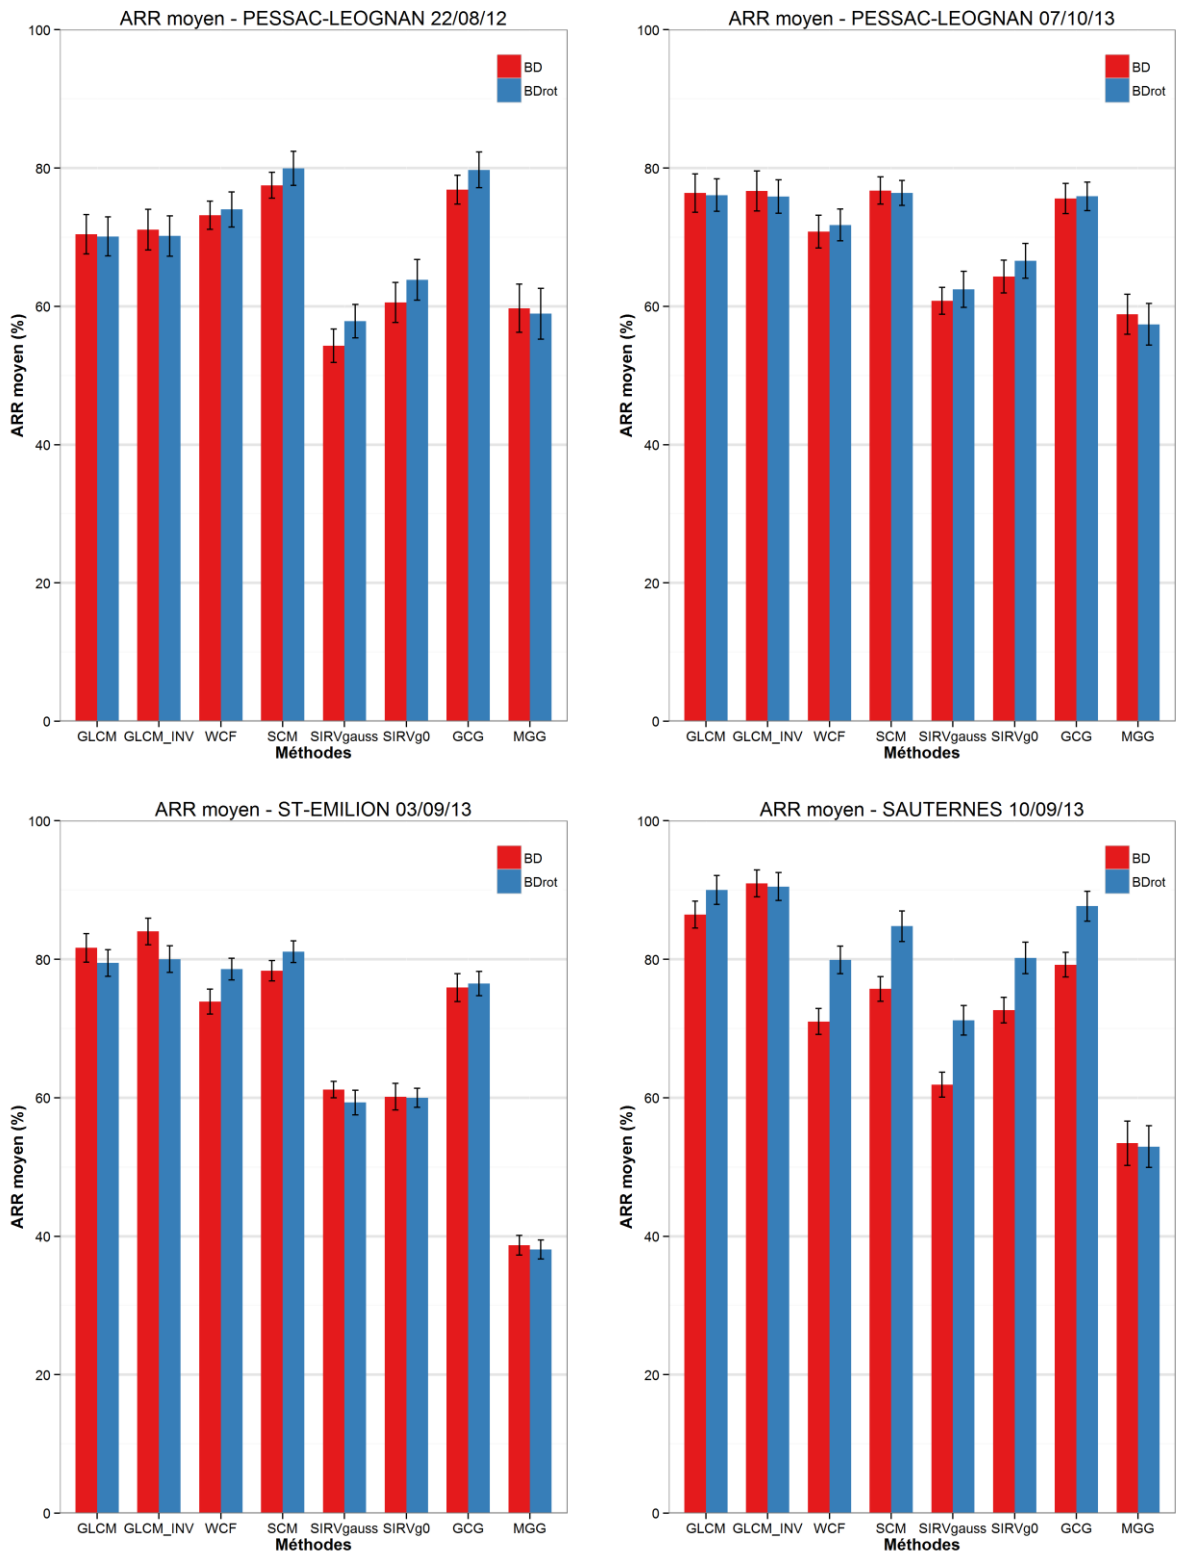 ARR moyen - PESSAC-LEOGNAN 22/08/12
BD
BDrot
100
80
60
40
20
0
ARR moyen (%)
GLCM GLCM_INV WCF SCM SIRVgauss SIRVg0 GCG MGG
Méthodes
ARR moyen - PESSAC-LEOGNAN 07/10/13
BD
BDrot
100
80
60
40
20
0
ARR moyen (%)
GLCM GLCM_INV WCF SCM SIRVgauss SIRVg0 GCG MGG
Méthodes
ARR moyen - ST-EMILION 03/09/13
BD
BDrot
100
80
60
40
20
0
ARR moyen (%)
GLCM GLCM_INV WCF SCM SIRVgauss SIRVg0 GCG MGG
Méthodes
ARR moyen - SAUTERNES 10/09/13
BD
BDrot
100
80
60
40
20
0
ARR moyen (%)
GLCM GLCM_INV WCF SCM SIRVgauss SIRVg0 GCG MGG
Méthodes